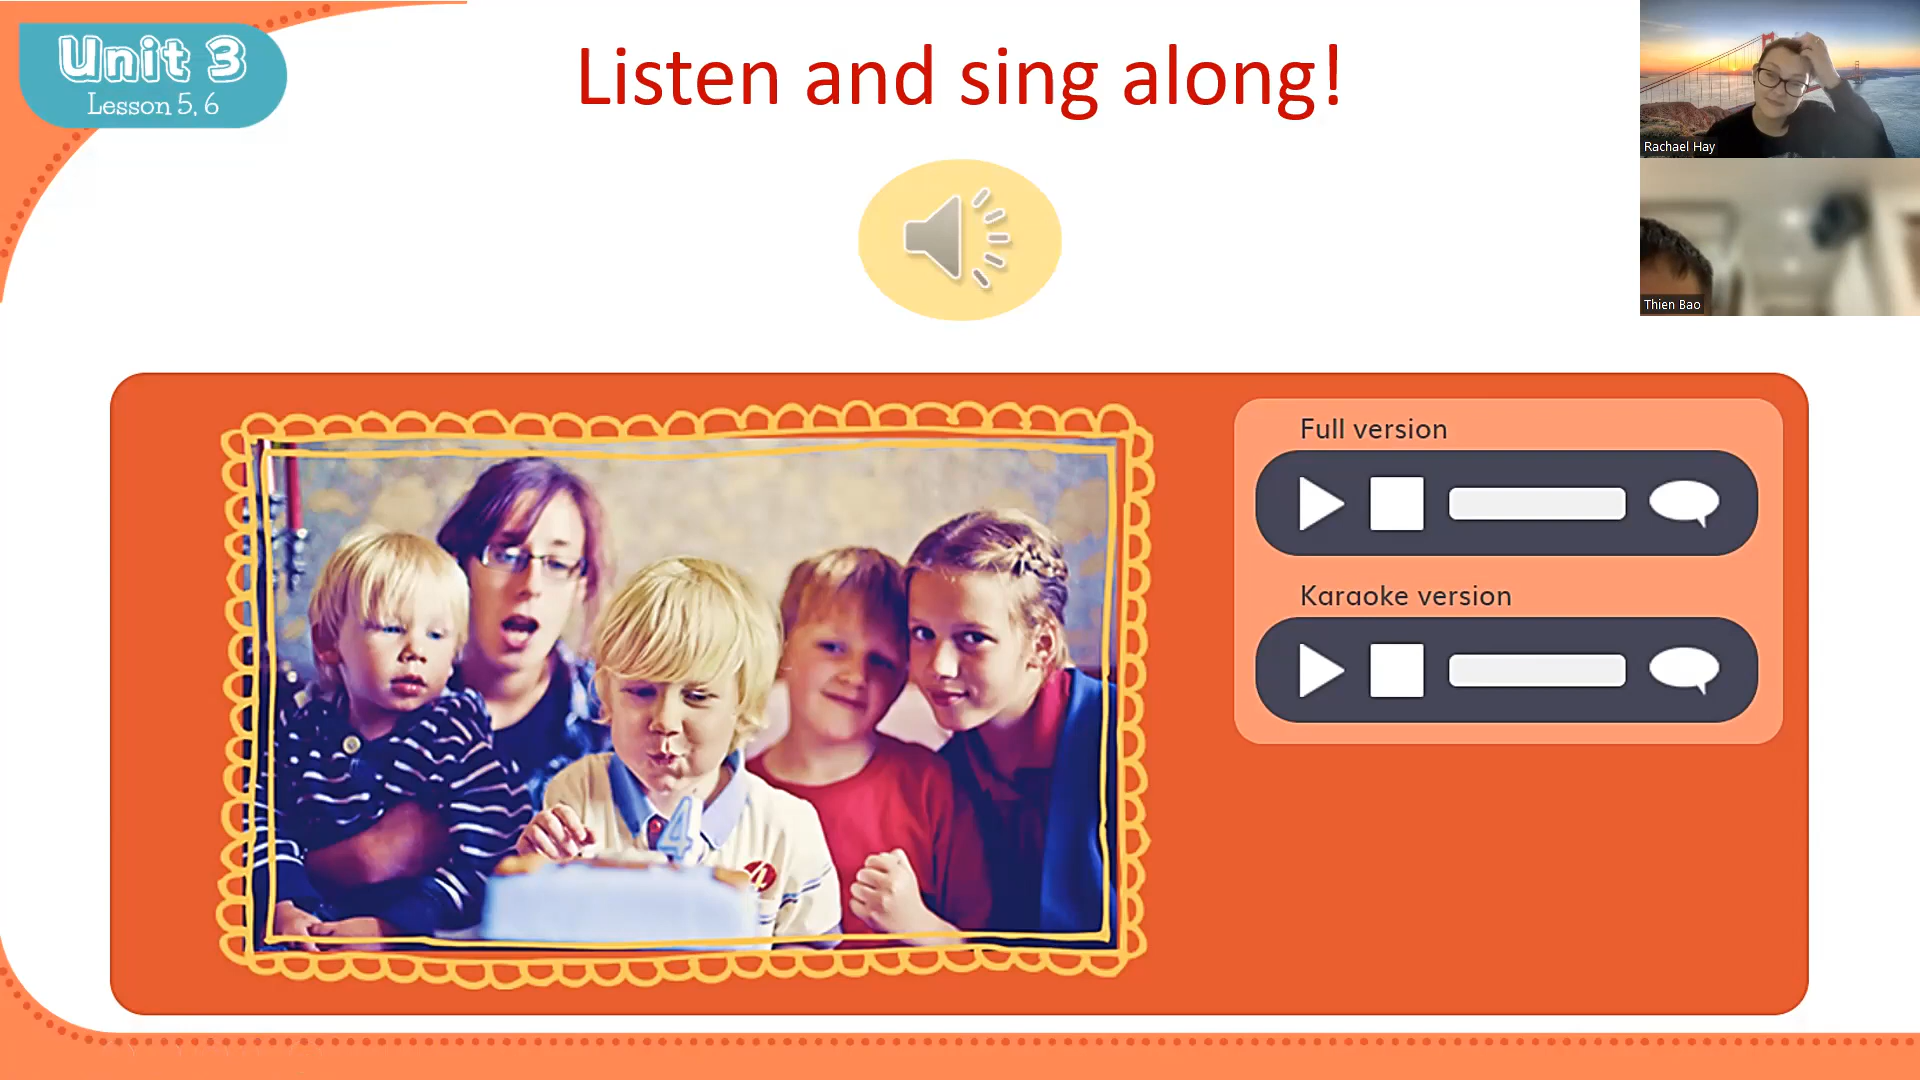 Unit 3
Lesson 5, 6
Listen and sing along!
Rachael Hay
Thien Bao
Full version
Karaoke version
4